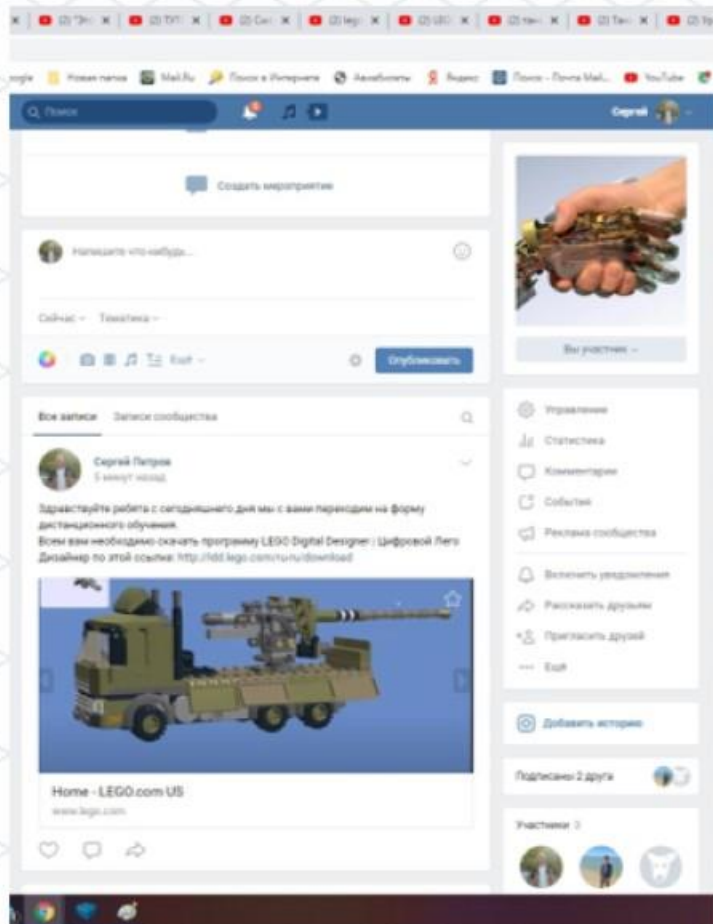 Новая папка Mail.Ru Поиск в Интернете Авиабилеты Яндекс YouTube
Поиск
Сергей
Создать мероприятие
Напишите что-нибудь...
Сейчас Тематика
Ещё
Опубликовать
Все записи Записи сообщества
Сергей Петров
5 минут назад
Здравствуйте ребята с сегодняшнего дня мы с вами переходим на форму
дистанционного обучения.
Всем вам необходимо скачать программу LEGO Digital Designer | Цифровой Лего
Дизайнер по этой ссылке: http://ldd.lego.com/ru-ru/download
Home - LEGO.com US
www.lego.com
Вы участник
Управление
Статистика
Комментарии
События
Реклама сообщества
Включить уведомления
Рассказать друзьям
Пригласить друзей
Ещё
Добавить историю
Подписаны 2 друга
Участники 3